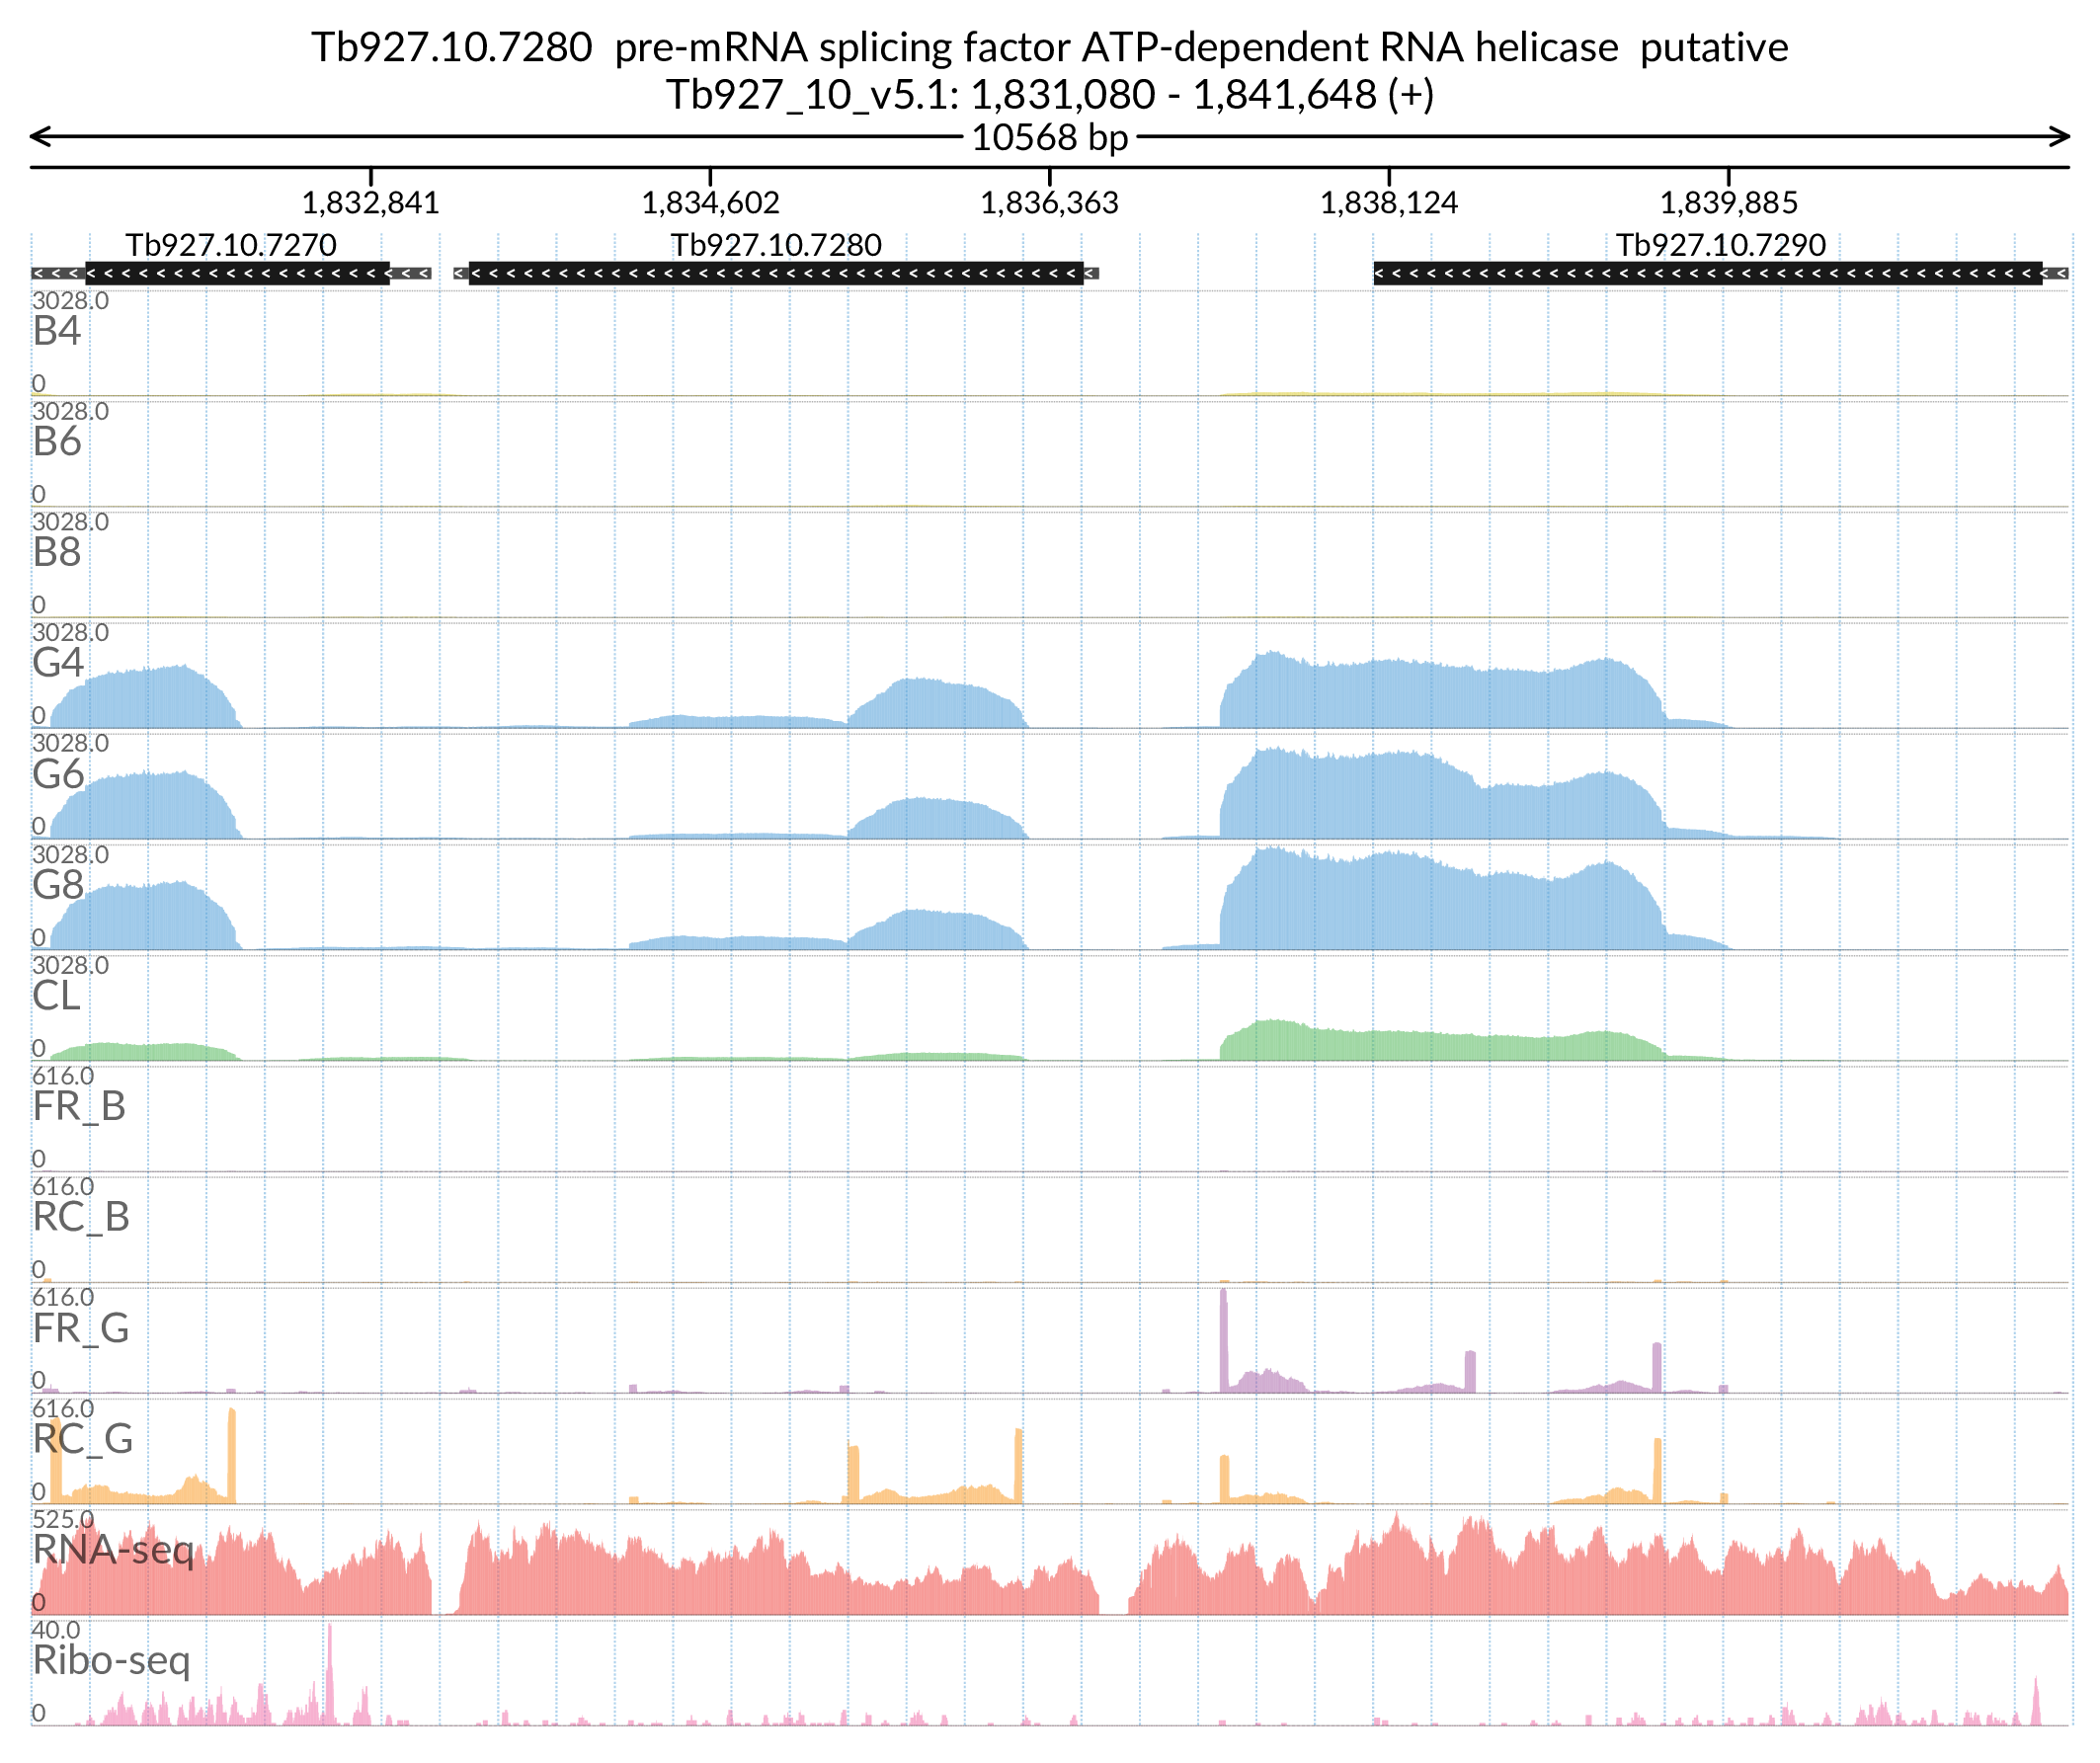 Tb927.10.7280  pre-mRNA splicing factor ATP-dependent RNA helicase  putative
Tb927_10_v5.1: 1,831,080 - 1,841,648 (+)
10568 bp
1,832,841 1,834,602 1,836,363 1,838,124 1,839,885
Tb927.10.7270 Tb927.10.7280 Tb927.10.7290
3028.0
B4
0
3028.0
B6
0
3028.0
B8
0
3028.0
G4
0
3028.0
G6
0
3028.0
G8
0
3028.0
CL
0
616.0
FR_B
0
616.0
RC_B
0
616.0
FR_G
0
616.0
RC_G
0
525.0
RNA-seq
0
40.0
Ribo-seq
0